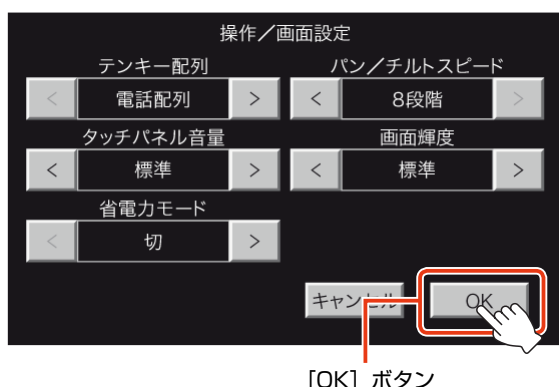 操作／画面設定
テンキー配列
パン／チルトスピード
< 電話配列 >
< 8段階 >
タッチパネル音量
画面輝度
< 標準 >
< 標準 >
省電力モード
< 切 >
キャンセル
OK
［OK］ボタン